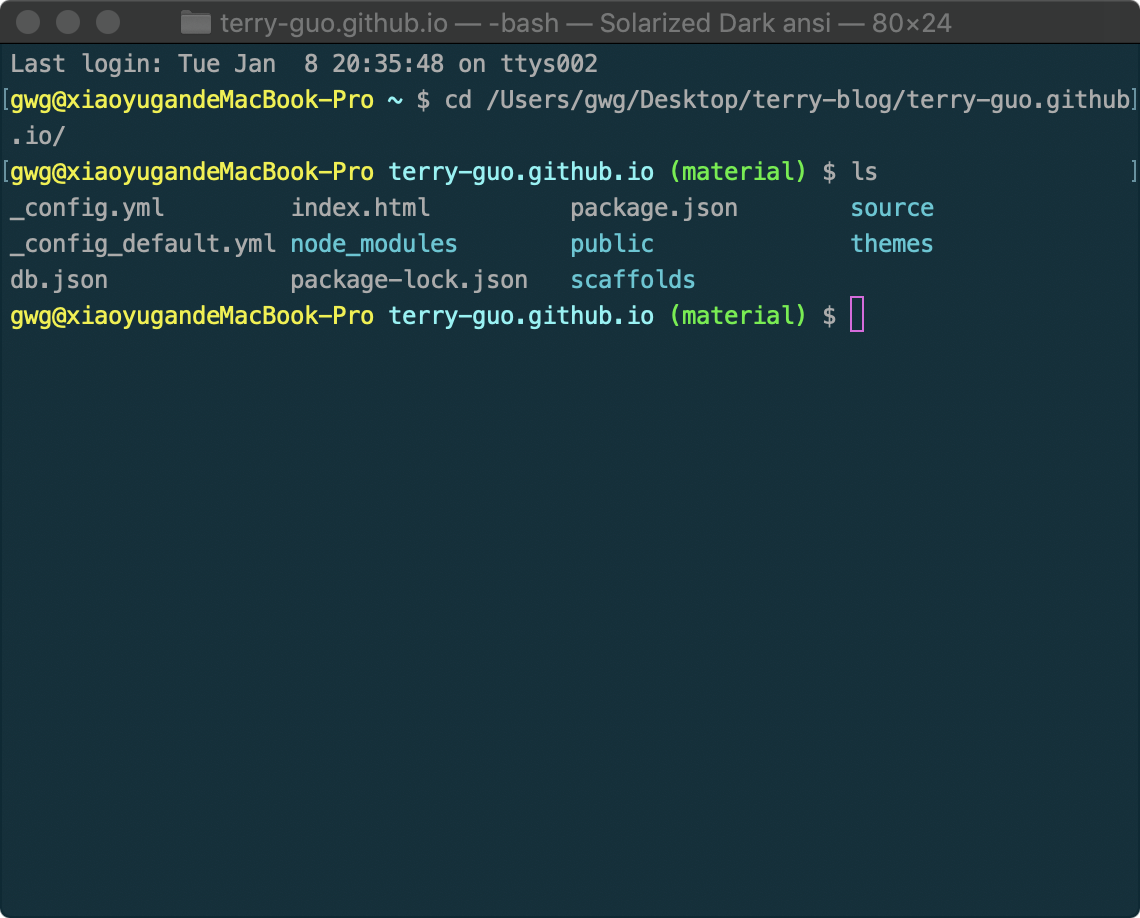 terry-guo.github.io — -bash — Solarized Dark ansi — 80×24
Last login: Tue Jan  8 20:35:48 on ttys002
[gwg@xiaoyugandeMacBook-Pro ~ $ cd /Users/gwg/Desktop/terry-blog/terry-guo.github]
.io/
[gwg@xiaoyugandeMacBook-Pro terry-guo.github.io (material) $ ls ]
_config.yml         index.html          package.json        source
_config_default.yml node_modules        public              themes
db.json             package-lock.json   scaffolds
gwg@xiaoyugandeMacBook-Pro terry-guo.github.io (material) $